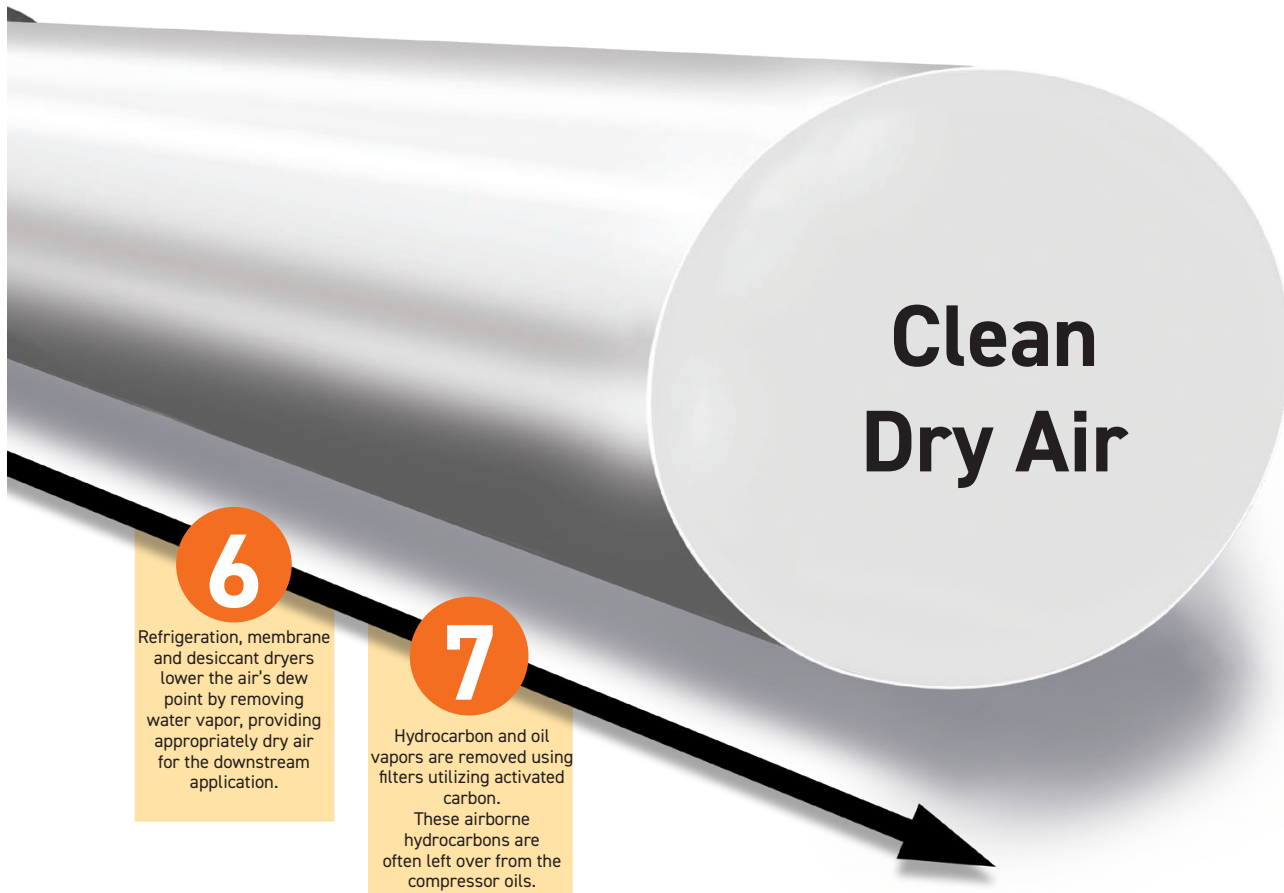 Clean
Dry Air
6
Refrigeration, membrane
and desiccant dryers
lower the air's dew
point by removing
water vapor, providing
appropriately dry air
for the downstream
application.
7
Hydrocarbon and oil
vapors are removed using
filters utilizing activated
carbon.
These airborne
hydrocarbons are
often left over from the
compressor oils.